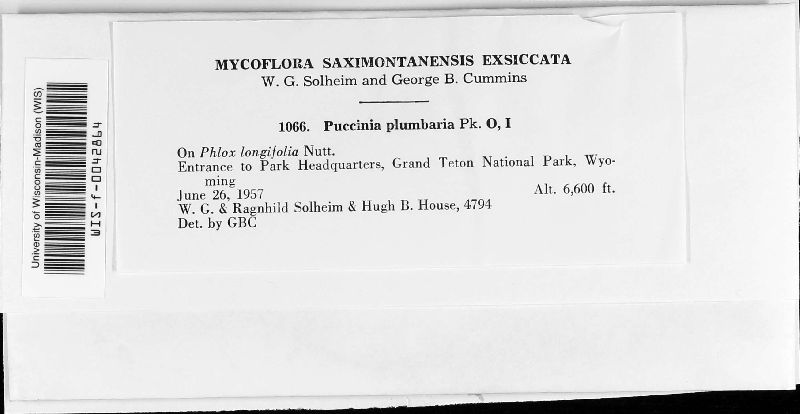 MYCOFLORA SAXIMONTANENSIS EXSICCATA
W. G. Solheim and George B. Cummins
1066. Puccinia plumbaria Pk. O, I
On Phlox longifolia Nutt.
Entrance to Park Headquarters, Grand Teton National Park, Wyo-
ming
June 26, 1957 Alt. 6,600 ft.
W. G. & Ragnhild Solheim & Hugh B. House, 4794
Det. by GBC
University of Wisconsin-Madison (WIS)
WIS-f-0042864